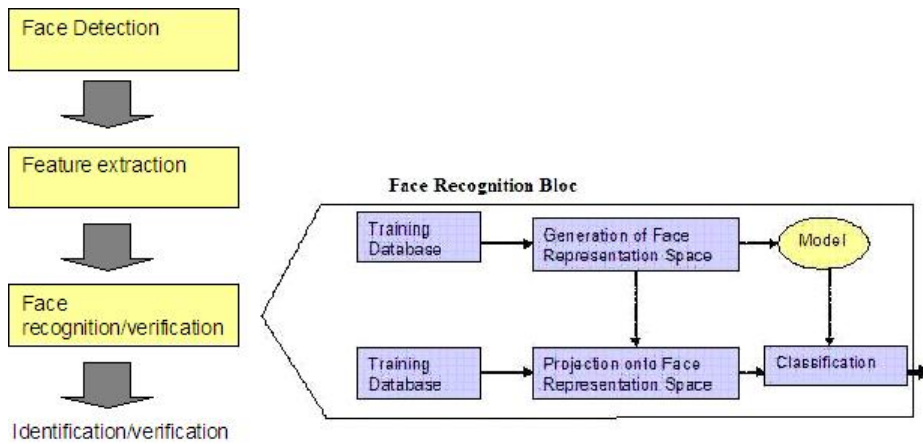 Face Detection
Feature extraction
Face
recognition/verification
Identification/verification
Face Recognition Bloc
Training
Database
Generation of Face
Representation Space
Model
Training
Database
Projection onto Face
Representation Space
Classification